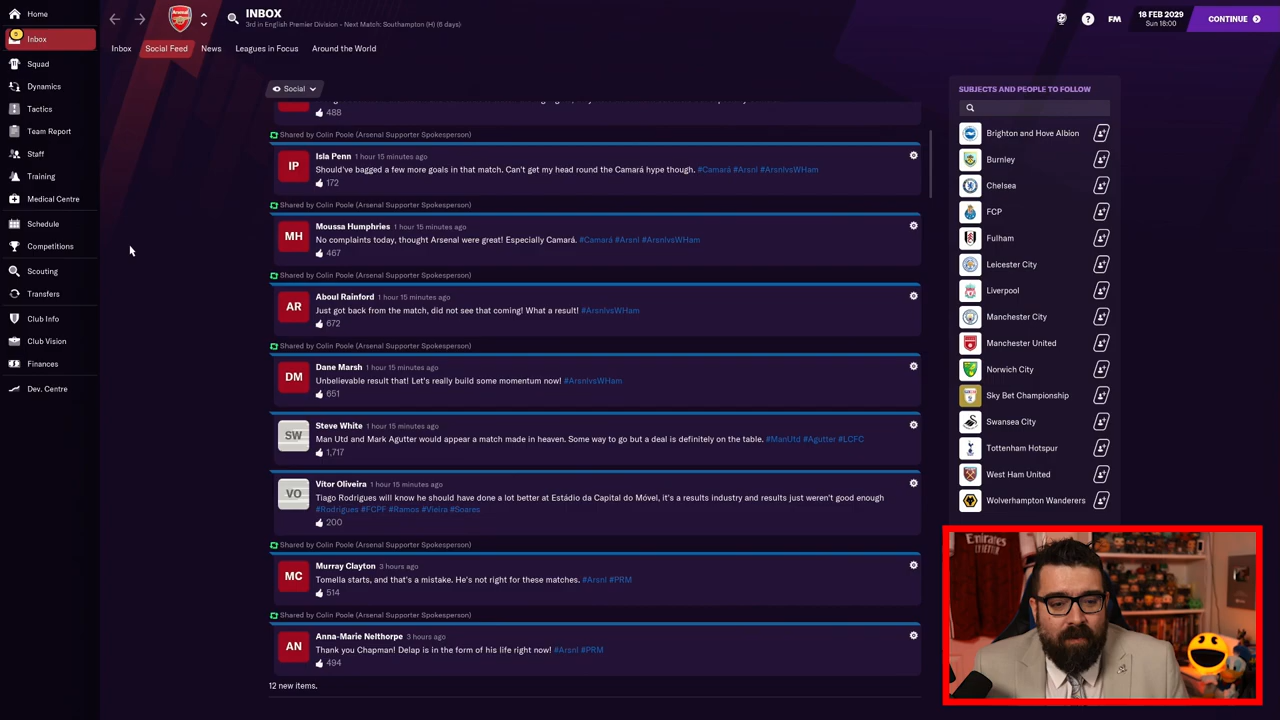 Home
INBOX
3rd in English Premier Division - Next Match: Southampton (H) (6 days)
FM
18 FEB 2029
Sun 18:00
CONTINUE
Inbox
Squad
Dynamics
Tactics
Team Report
Staff
Training
Medical Centre
Schedule
Competitions
Scouting
Transfers
Club Info
Club Vision
Finances
Dev. Centre
Inbox
Social Feed
News
Leagues in Focus
Around the World
Social
488
Shared by Colin Poole (Arsenal Supporter Spokesperson)
IP
Isla Penn 1 hour 15 minutes ago
Should've bagged a few more goals in that match. Can't get my head round the Camará hype though. #Camará #Arsnl #ArsnlvsWHam
172
Shared by Colin Poole (Arsenal Supporter Spokesperson)
MH
Moussa Humphries 1 hour 15 minutes ago
No complaints today, thought Arsenal were great! Especially Camará. #Camará #Arsnl #ArsnlvsWHam
467
Shared by Colin Poole (Arsenal Supporter Spokesperson)
AR
Aboul Rainford 1 hour 15 minutes ago
Just got back from the match, did not see that coming! What a result! #ArsnlvsWHam
672
Shared by Colin Poole (Arsenal Supporter Spokesperson)
DM
Dane Marsh 1 hour 15 minutes ago
Unbelievable result that! Let's really build some momentum now! #ArsnlvsWHam
651
SW
Steve White 1 hour 15 minutes ago
Man Utd and Mark Agutter would appear a match made in heaven. Some way to go but a deal is definitely on the table. #ManUtd #Agutter #LCFC
1,717
VO
Vítor Oliveira 1 hour 15 minutes ago
Tiago Rodrigues will know he should have done a lot better at Estádio da Capital do Móvel, it's a results industry and results just weren't good enough
#Rodrigues #FCPF #Ramos #Vieira #Soares
200
Shared by Colin Poole (Arsenal Supporter Spokesperson)
MC
Murray Clayton 3 hours ago
Tomella starts, and that's a mistake. He's not right for these matches. #Arsnl #PRM
514
Shared by Colin Poole (Arsenal Supporter Spokesperson)
AN
Anna-Marie Nelthorpe 3 hours ago
Thank you Chapman! Delap is in the form of his life right now! #Arsnl #PRM
494
12 new items.
SUBJECTS AND PEOPLE TO FOLLOW
Brighton and Hove Albion
Burnley
Chelsea
FCP
Fulham
Leicester City
Liverpool
Manchester City
Manchester United
Norwich City
Sky Bet Championship
Swansea City
Tottenham Hotspur
West Ham United
Wolverhampton Wanderers
Emirates